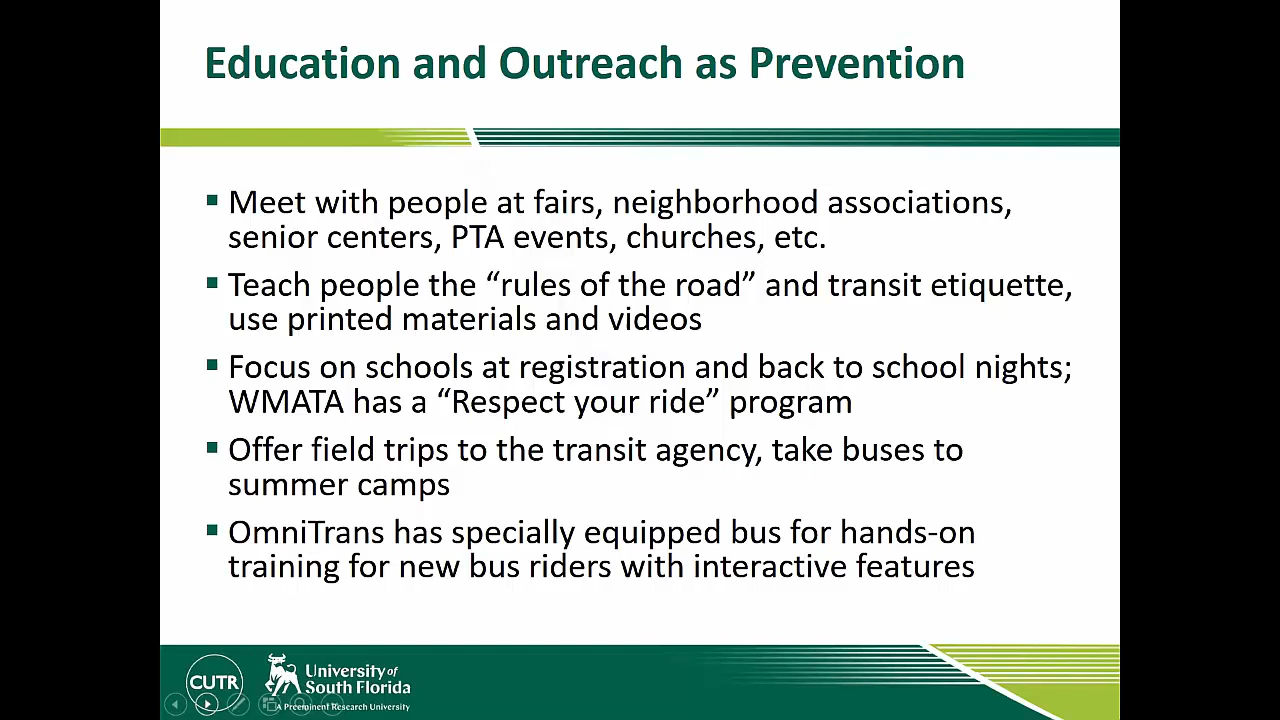 Education and Outreach as Prevention
Meet with people at fairs, neighborhood associations,
senior centers, PTA events, churches, etc.
Teach people the “rules of the road” and transit etiquette,
use printed materials and videos
Focus on schools at registration and back to school nights;
WMATA has a “Respect your ride” program
Offer field trips to the transit agency, take buses to
summer camps
OmniTrans has specially equipped bus for hands-on
training for new bus riders with interactive features
CUTR
University of
South Florida
A Preeminent Research University